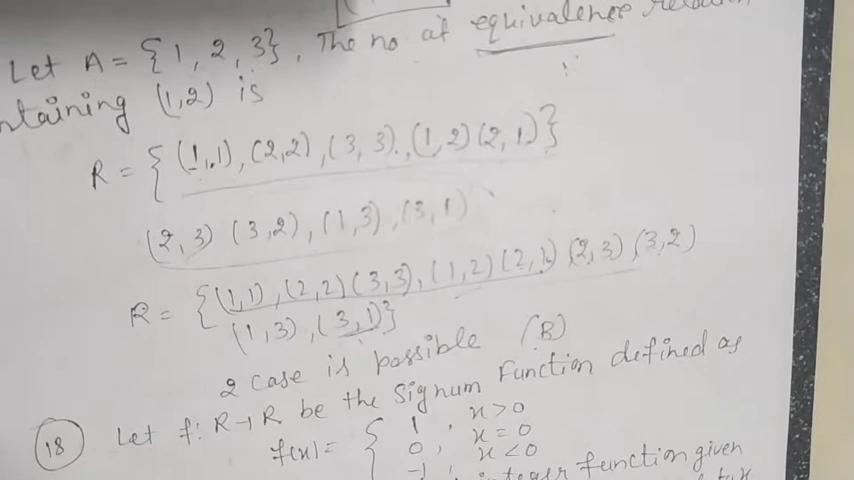 Let A = {1, 2, 3}, The no of equivalence
ntaining (1,2) is
R = {(1,1), (2,2), (3,3), (1,2) (2,1)}
(2,3) (3,2), (1,3), (3,1)
R = {(1,1), (2,2) (3,3), (1,2) (2,1) (2,3) (3,2)
(1,3), (3,1)}
2 case is possible (B)
18 Let f: R→R be the Signum Function defined as
f(x) = { 1, x>0
0, x=0
-1, x<0
integer function given